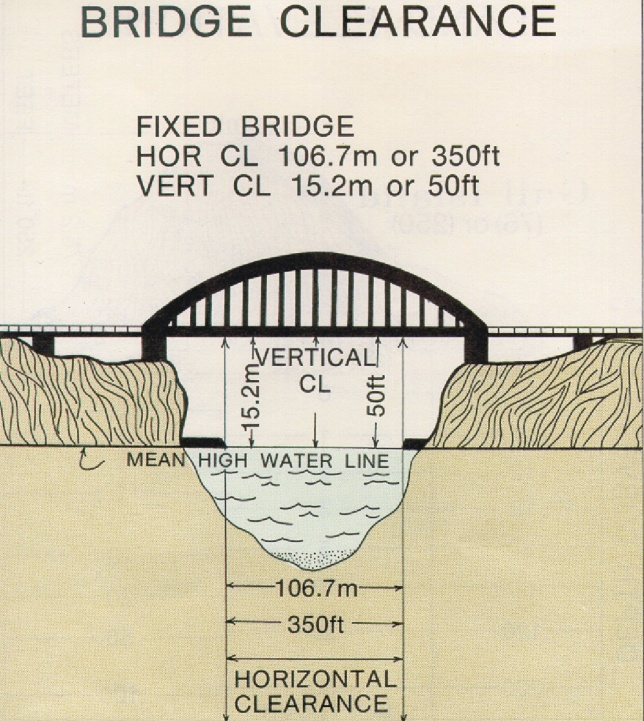 BRIDGE CLEARANCE
FIXED BRIDGE
HOR CL 106.7m or 350ft
VERT CL 15.2m or 50ft
VERTICAL
CL
15.2m
50ft
MEAN HIGH WATER LINE
106.7m
350ft
HORIZONTAL
CLEARANCE